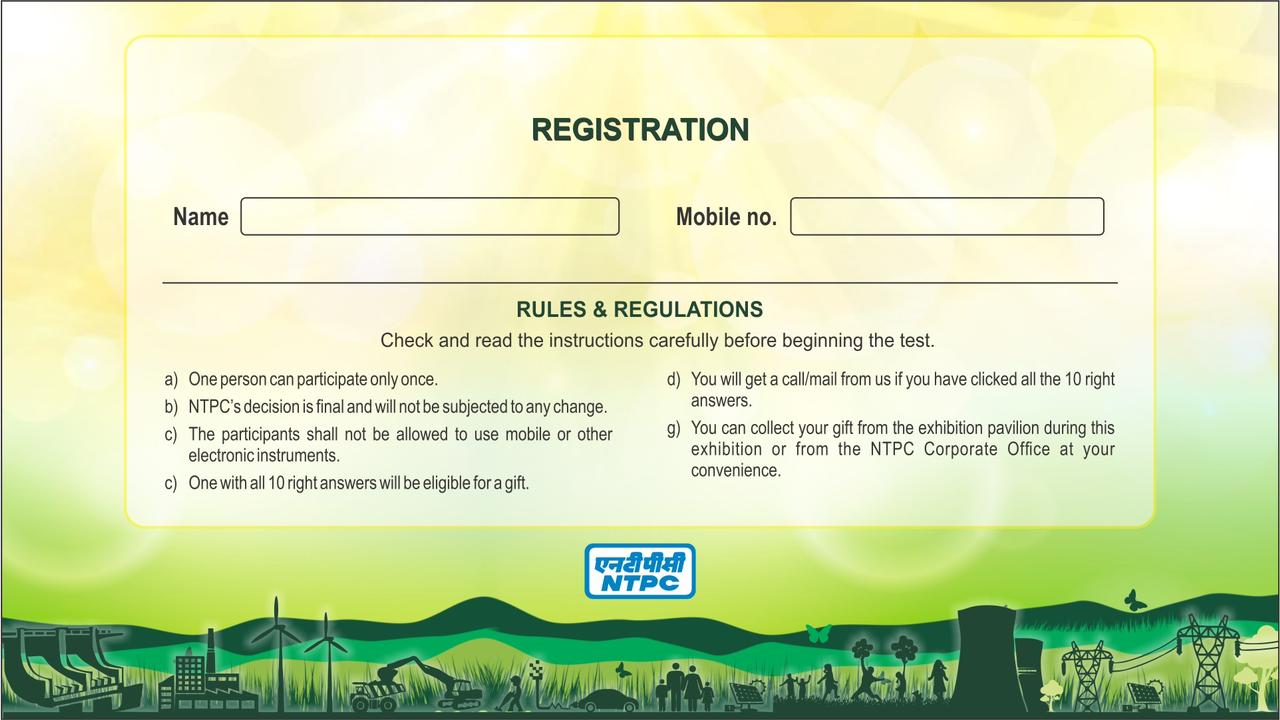 REGISTRATION
Name
Mobile no.
RULES & REGULATIONS
Check and read the instructions carefully before beginning the test.
a) One person can participate only once.
b) NTPC's decision is final and will not be subjected to any change.
c) The participants shall not be allowed to use mobile or other
electronic instruments.
c) One with all 10 right answers will be eligible for a gift.
d) You will get a call/mail from us if you have clicked all the 10 right
answers.
g) You can collect your gift from the exhibition pavilion during this
exhibition or from the NTPC Corporate Office at your
convenience.
एनटीपीसी
NTPC